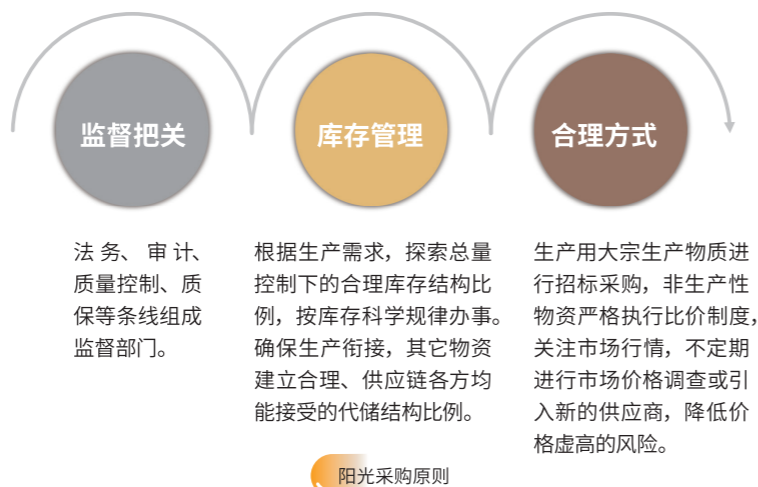 监督把关
法务、审计、
质量控制、质
保等条线组成
监督部门。
库存管理
根据生产需求，探索总量
控制下的合理库存结构比
例，按库存科学规律办事。
确保生产衔接，其它物资
建立合理、供应链各方均
能接受的代储结构比例。
合理方式
生产用大宗生产物质进
行招标采购，非生产性
物资严格执行比价制度，
关注市场行情，不定期
进行市场价格调查或引
入新的供应商，降低价
格虚高的风险。
阳光采购原则